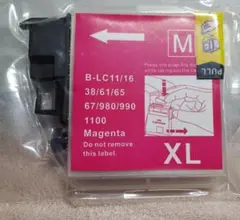 M
PULL
B-LC11/16
38/61/65
67/980/990
1100
Magenta
Do not remove
this label.
XL